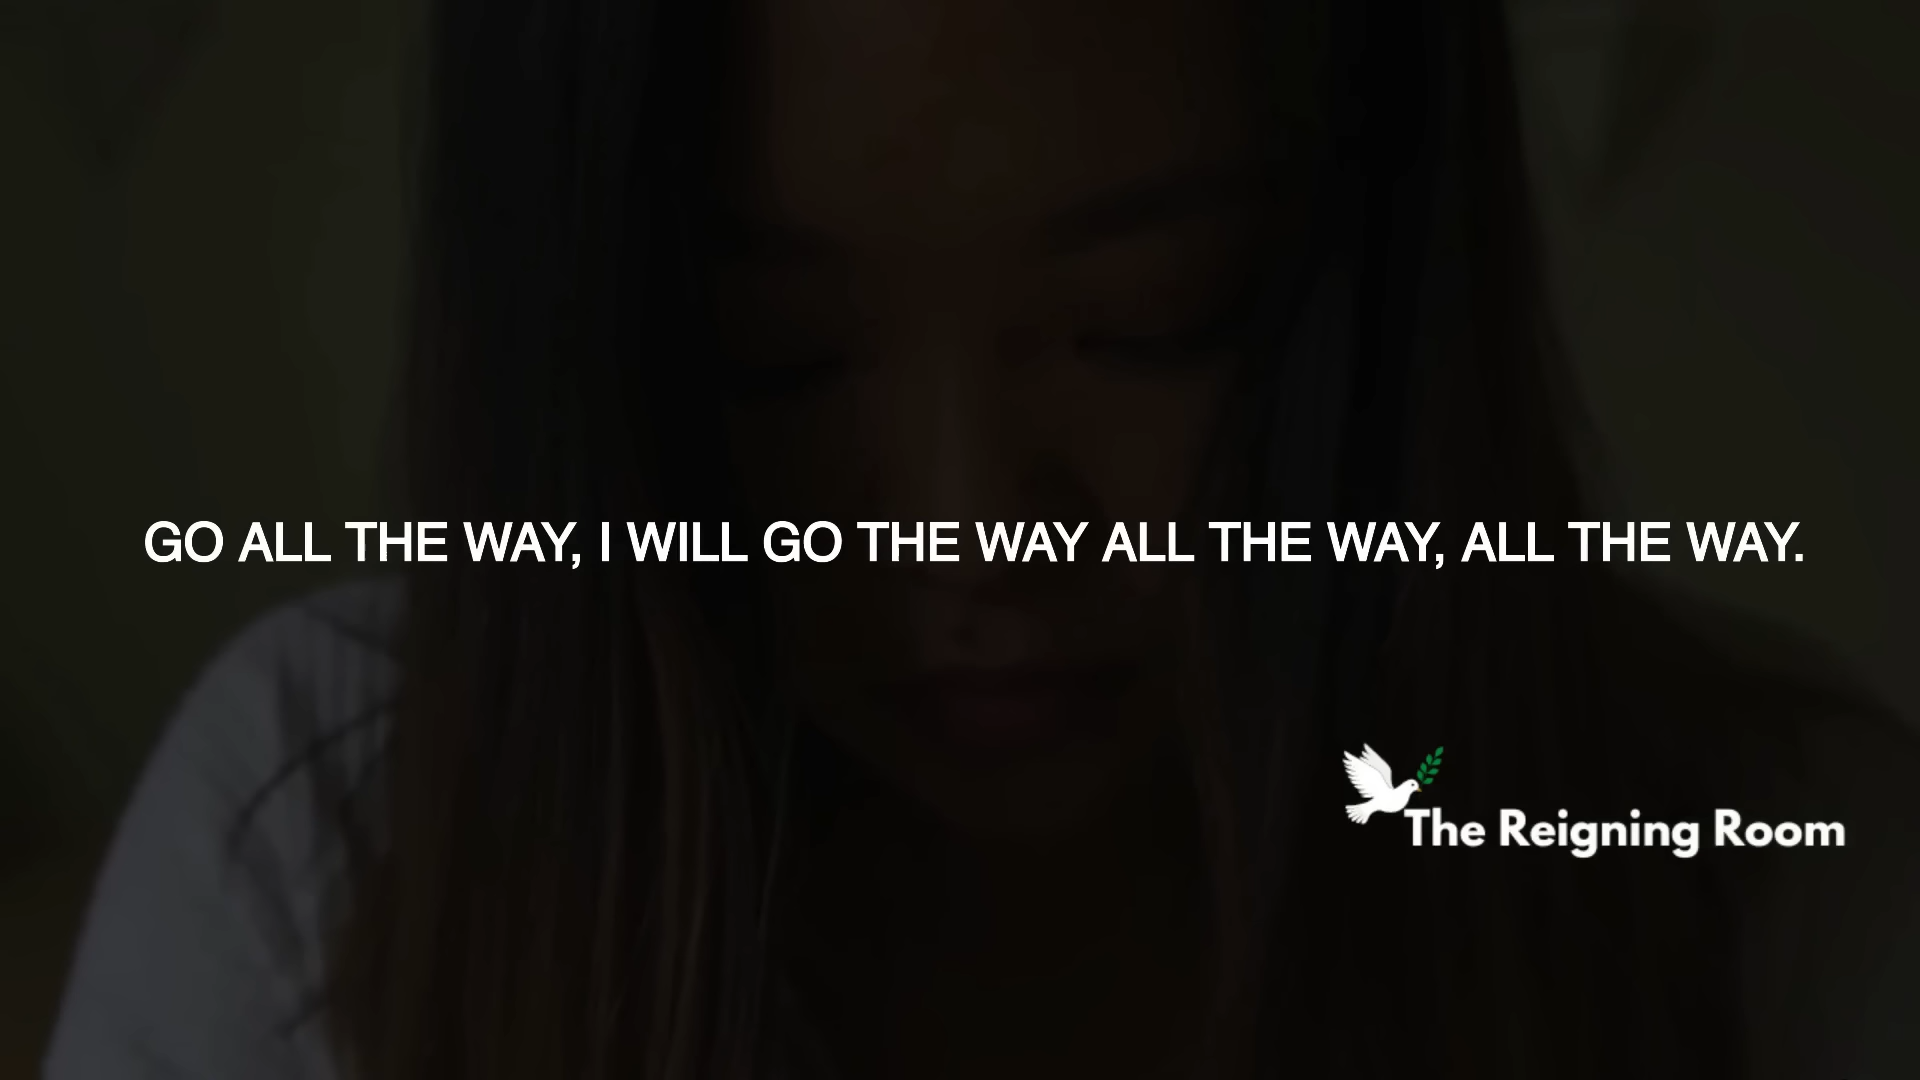 GO ALL THE WAY, I WILL GO THE WAY ALL THE WAY, ALL THE WAY.
The Reigning Room